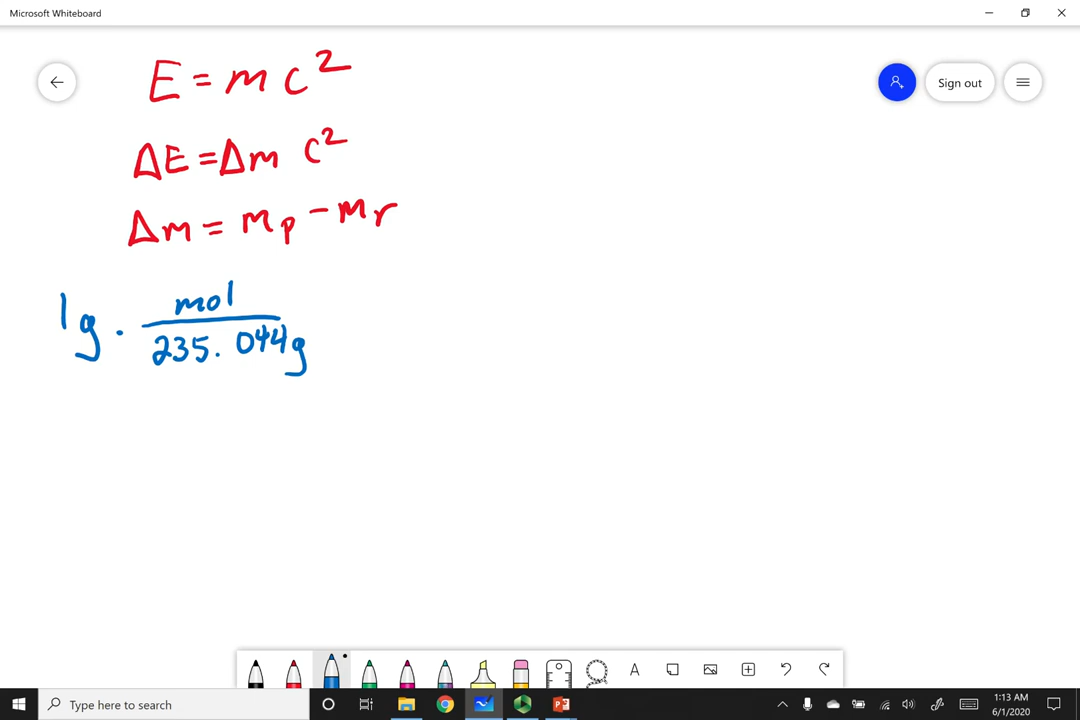 Microsoft Whiteboard
Sign out
E = mc²
ΔE = Δm c²
Δm = mₚ - mᵣ
1g · mol / 235.044g
A
Type here to search
1:13 AM
6/1/2020